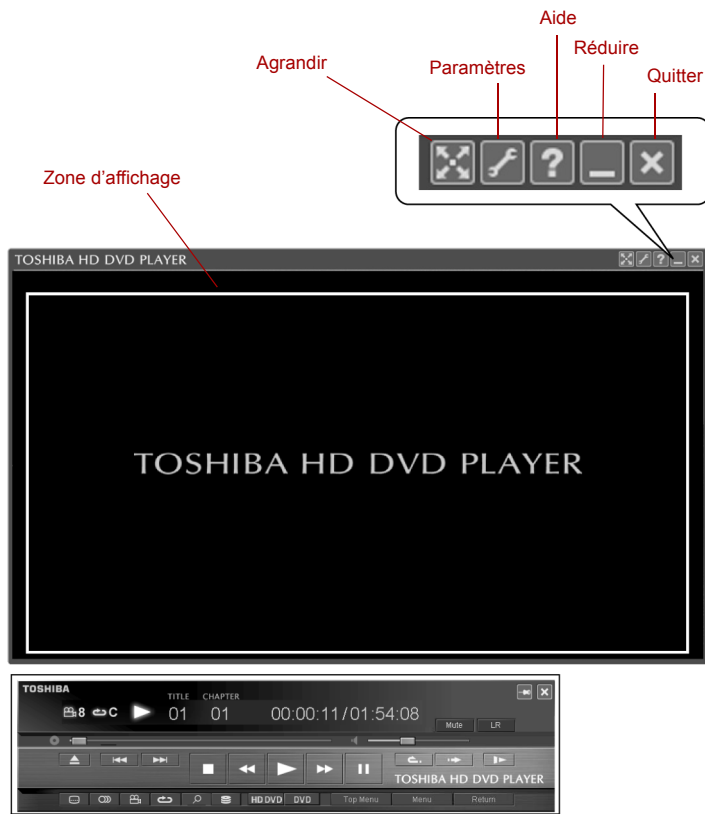 Aide
Réduire
Agrandir
Paramètres
Quitter
?
Zone d’affichage
TOSHIBA HD DVD PLAYER
?
TOSHIBA HD DVD PLAYER
TOSHIBA
TITLE CHAPTER
8 C 01 01 00:00:11/01:54:08
Mute LR
TOSHIBA HD DVD PLAYER
HD DVD DVD Top Menu Menu Return